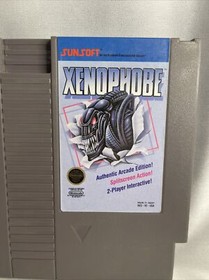 SUNSOFT
XENOPHOBE
Authentic Arcade Edition!
Splitscreen Action!
2-Player Interactive!